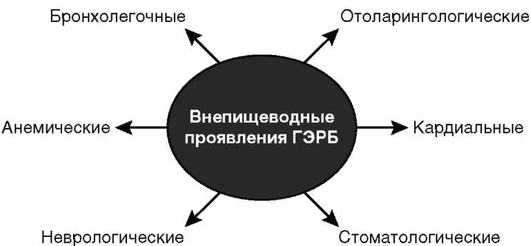 Бронхолегочные
Отоларингологические
Внепищеводные
проявления ГЭРБ
Анемические
Кардиальные
Неврологические
Стоматологические